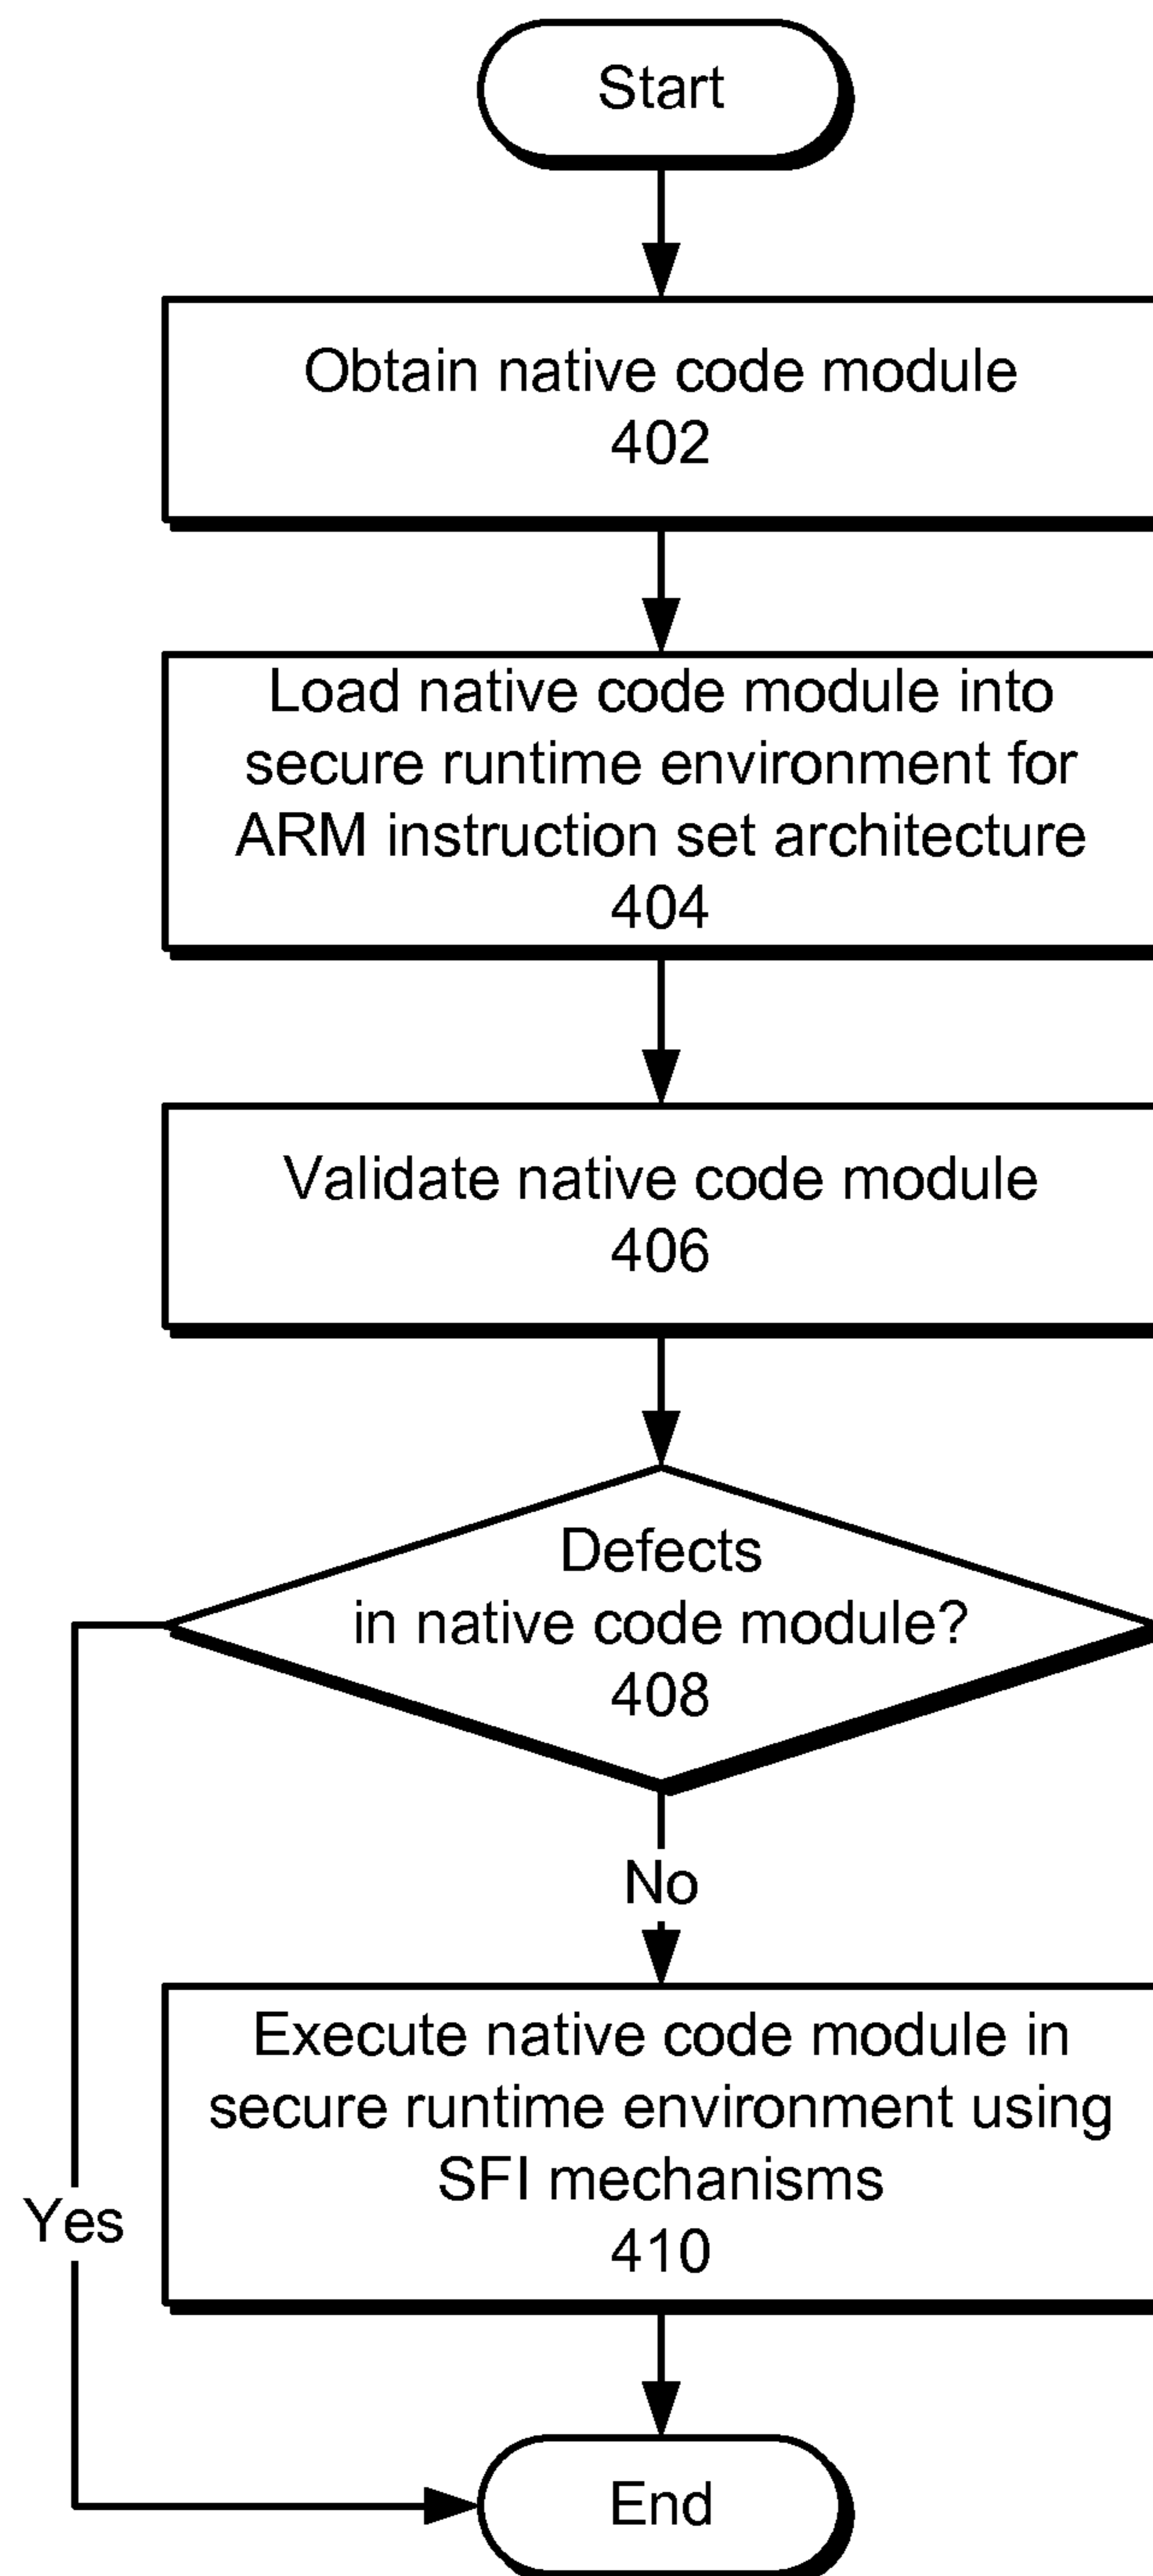 Start
Obtain native code module
402
Load native code module into
secure runtime environment for
ARM instruction set architecture
404
Validate native code module
406
Defects
in native code module?
408
No
Execute native code module in
secure runtime environment using
SFI mechanisms
410
Yes
End